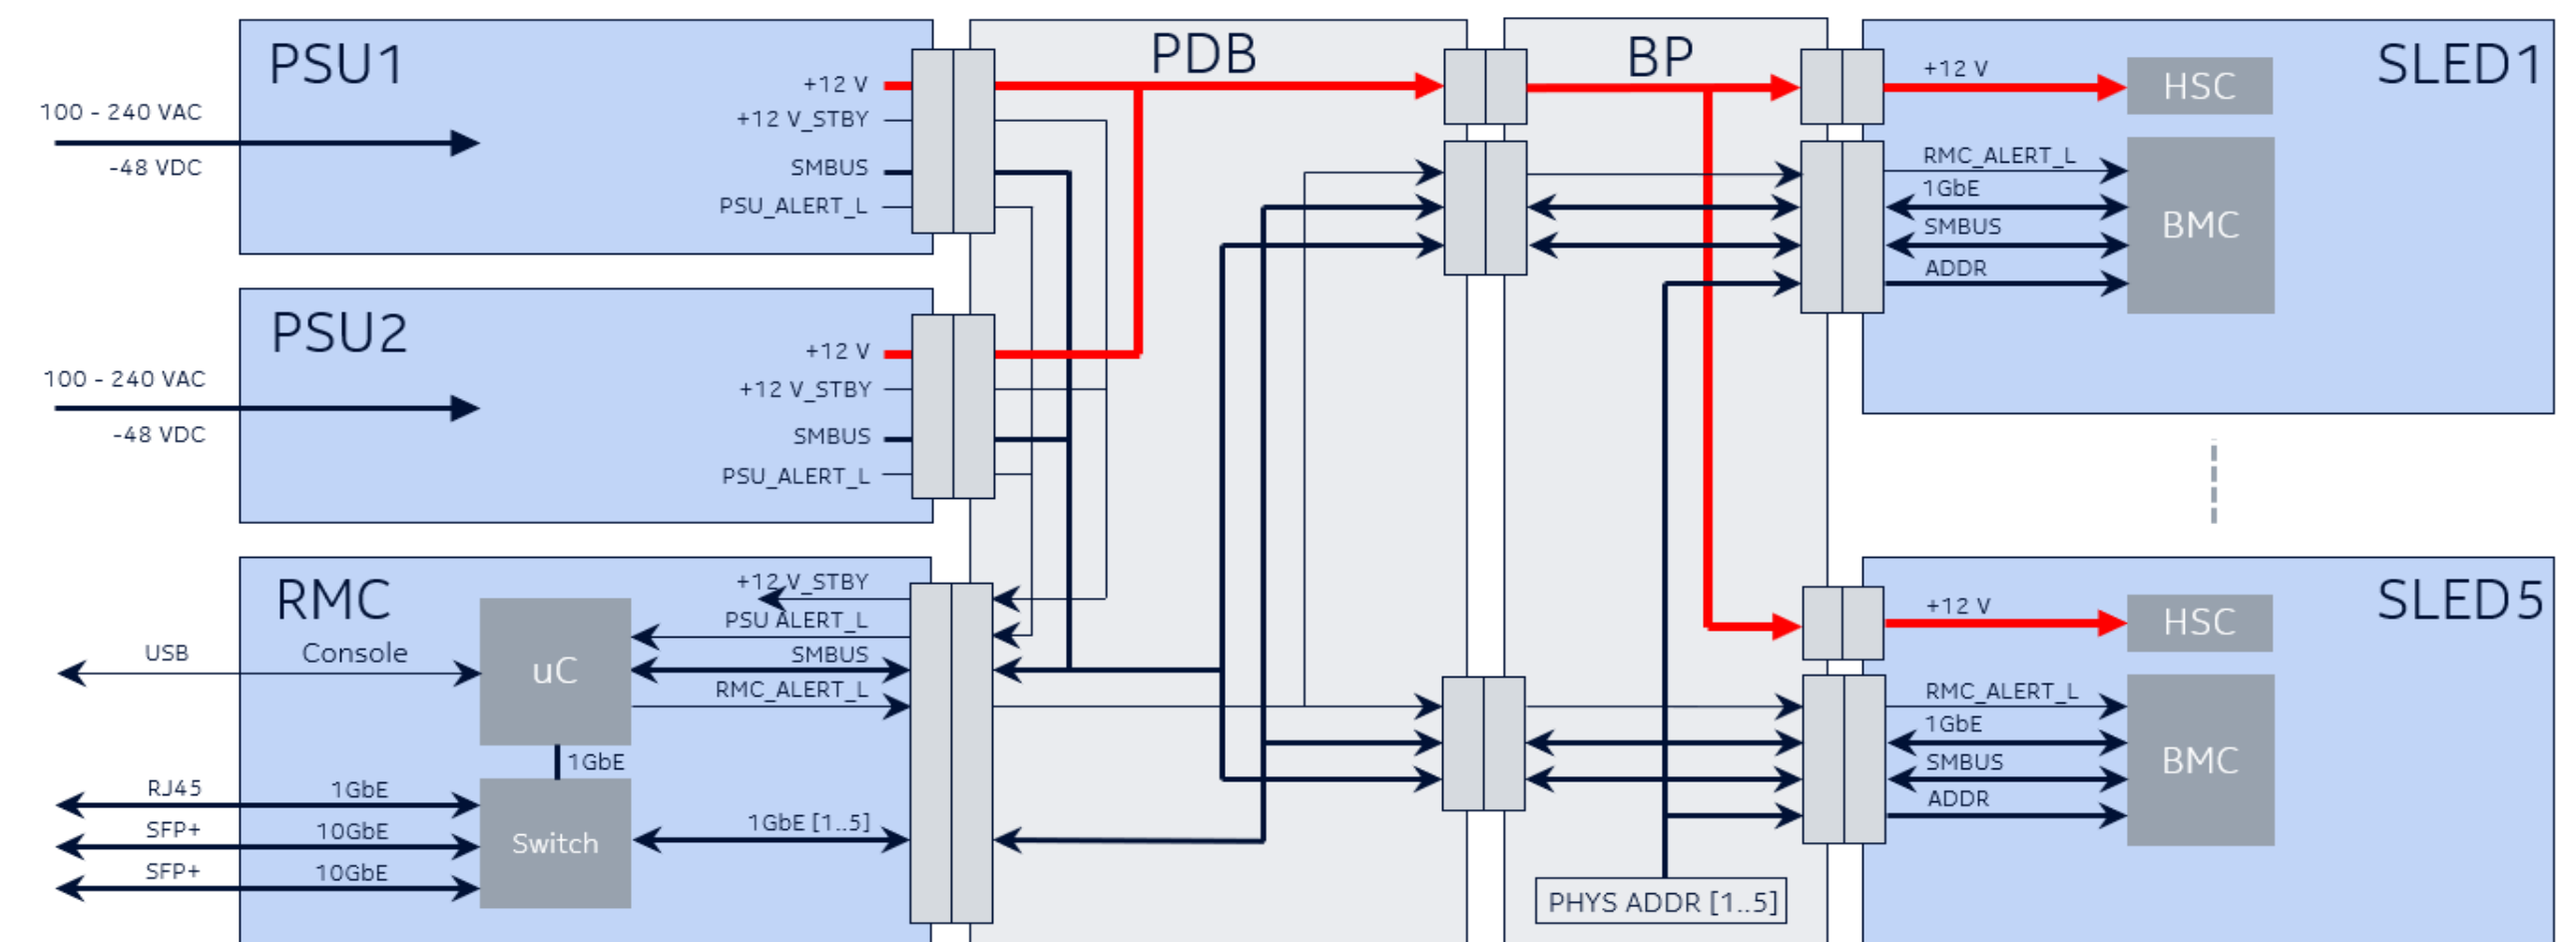 PSU1
100 - 240 VAC
-48 VDC
+12 V
+12 V_STBY
SMBUS
PSU_ALERT_L
PSU2
100 - 240 VAC
-48 VDC
+12 V
+12 V_STBY
SMBUS
PSU_ALERT_L
RMC
USB
Console
uC
+12 V_STBY
PSU ALERT_L
SMBUS
RMC_ALERT_L
1GbE
RJ45
1GbE
SFP+
10GbE
SFP+
10GbE
Switch
1GbE [1..5]
PDB
BP
PHYS ADDR [1..5]
SLED1
+12 V
HSC
RMC_ALERT_L
1GbE
SMBUS
ADDR
BMC
SLED5
+12 V
HSC
RMC_ALERT_L
1GbE
SMBUS
ADDR
BMC